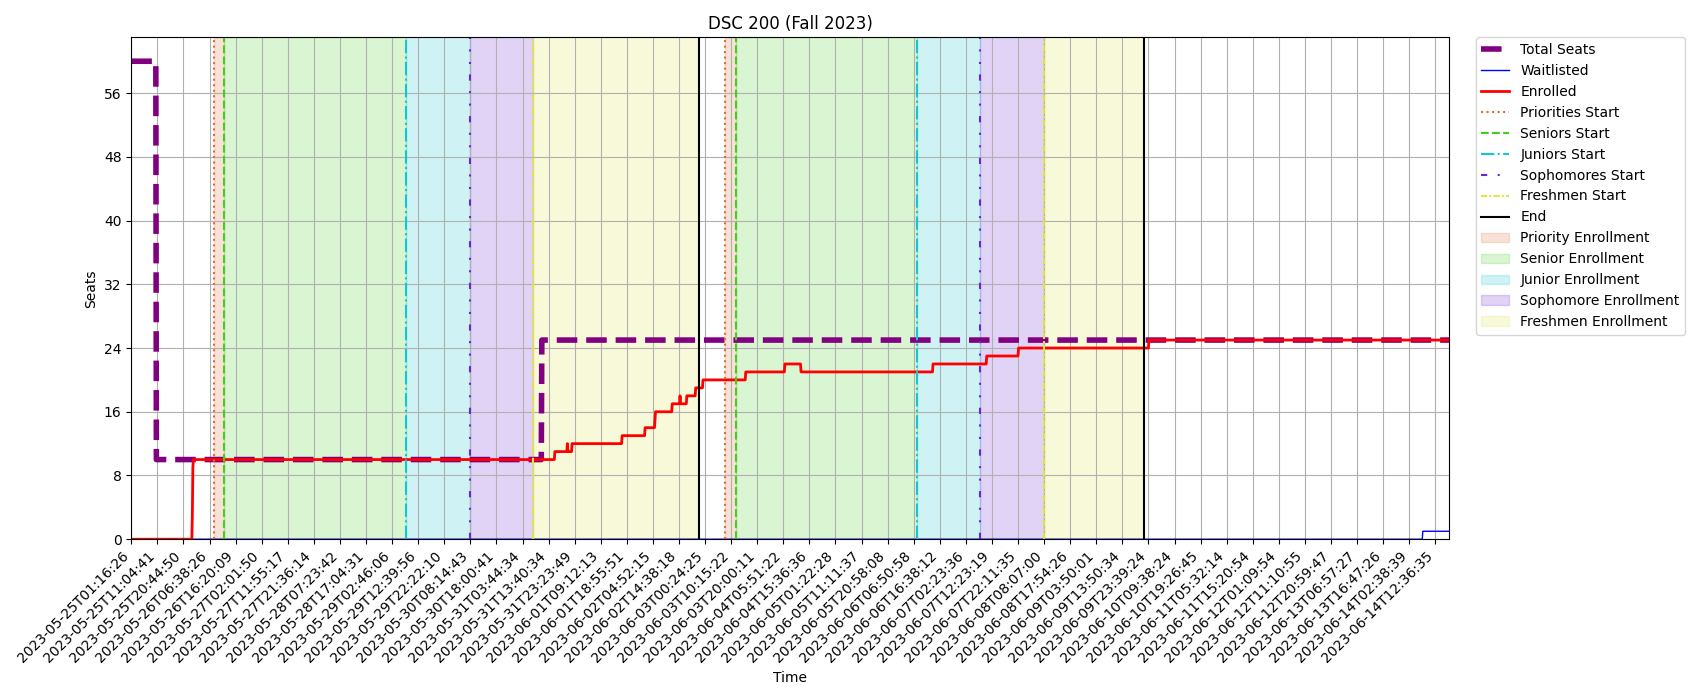 DSC 200 (Fall 2023)
Seats
56
48
40
32
24
16
8
0
2023-05-25T01:16:26
2023-05-25T11:04:41
2023-05-25T20:44:50
2023-05-26T06:38:26
2023-05-26T16:20:09
2023-05-27T02:01:50
2023-05-27T11:55:17
2023-05-27T21:36:14
2023-05-28T07:23:42
2023-05-28T17:04:31
2023-05-29T02:46:06
2023-05-29T12:39:56
2023-05-29T22:22:10
2023-05-30T08:14:43
2023-05-30T18:00:41
2023-05-31T03:44:34
2023-05-31T13:40:34
2023-05-31T23:23:49
2023-06-01T09:12:13
2023-06-01T18:55:51
2023-06-02T04:52:15
2023-06-02T14:38:18
2023-06-03T00:24:25
2023-06-03T10:15:22
2023-06-03T20:00:11
2023-06-04T05:51:22
2023-06-04T15:36:36
2023-06-05T01:22:28
2023-06-05T11:11:37
2023-06-05T20:58:08
2023-06-06T06:50:58
2023-06-06T16:38:12
2023-06-07T02:23:36
2023-06-07T12:23:19
2023-06-07T22:11:35
2023-06-08T08:07:00
2023-06-08T17:54:26
2023-06-09T03:50:01
2023-06-09T13:50:34
2023-06-09T23:39:24
2023-06-10T09:38:24
2023-06-10T19:26:45
2023-06-11T05:32:14
2023-06-11T15:20:54
2023-06-12T01:09:54
2023-06-12T11:10:55
2023-06-12T20:59:47
2023-06-13T06:57:27
2023-06-13T16:47:26
2023-06-14T02:38:39
2023-06-14T12:36:35
Time
Total Seats
Waitlisted
Enrolled
Priorities Start
Seniors Start
Juniors Start
Sophomores Start
Freshmen Start
End
Priority Enrollment
Senior Enrollment
Junior Enrollment
Sophomore Enrollment
Freshmen Enrollment